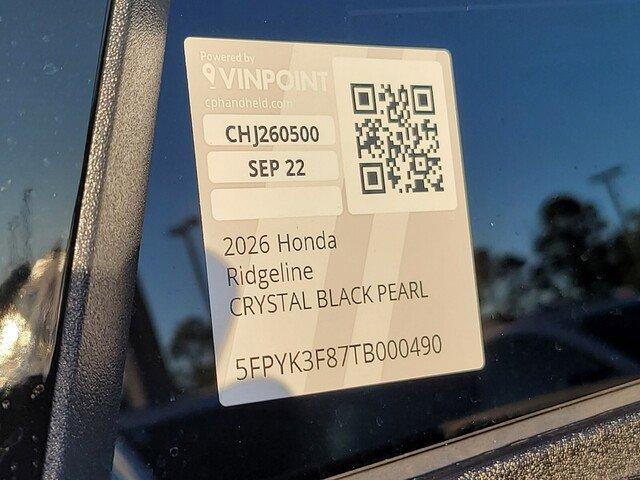 Powered by
VINPOINT
cphandheld.com
CHJ260500
SEP 22
2026 Honda
Ridgeline
CRYSTAL BLACK PEARL
5FPYK3F87TB000490